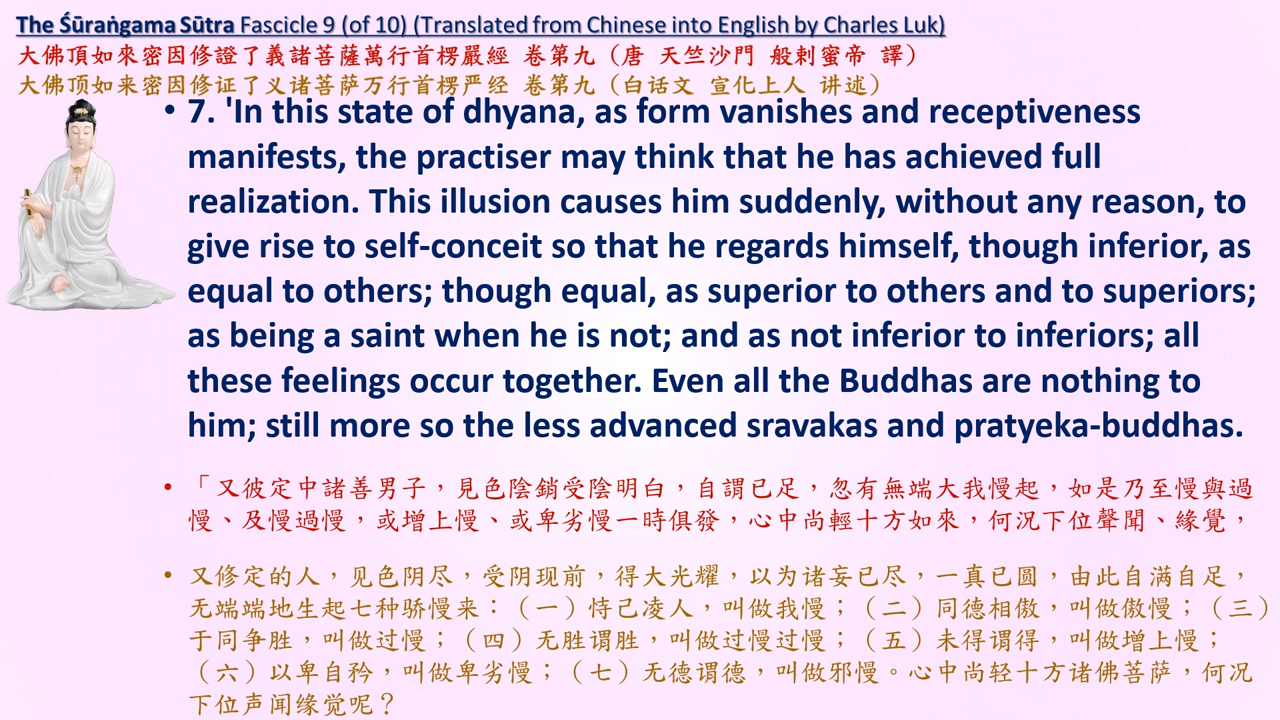 The Śūraṅgama Sūtra Fascicle 9 (of 10) (Translated from Chinese into English by Charles Luk)
大佛頂如來密因修證了義諸菩薩萬行首楞嚴經 卷第九（唐 天竺沙門 般剌蜜帝 譯）
大佛顶如来密因修证了义诸菩萨万行首楞严经 卷第九（白话文 宣化上人 讲述）
• 7. 'In this state of dhyana, as form vanishes and receptiveness
manifests, the practiser may think that he has achieved full
realization. This illusion causes him suddenly, without any reason, to
give rise to self-conceit so that he regards himself, though inferior, as
equal to others; though equal, as superior to others and to superiors;
as being a saint when he is not; and as not inferior to inferiors; all
these feelings occur together. Even all the Buddhas are nothing to
him; still more so the less advanced sravakas and pratyeka-buddhas.
• 「又彼定中諸善男子，見色陰銷受陰明白，自謂已足，忽有無端大我慢起，如是乃至慢與過
慢、及慢過慢，或增上慢、或卑劣慢一時俱發，心中尚輕十方如來，何況下位聲聞、緣覺，
• 又修定的人，见色阴尽，受阴现前，得大光耀，以为诸妄已尽，一真已圆，由此自满自足，
无端端地生起七种骄慢来：（一）恃己凌人，叫做我慢；（二）同德相傲，叫做傲慢；（三）
于同争胜，叫做过慢；（四）无胜谓胜，叫做过慢过慢；（五）未得谓得，叫做增上慢；
（六）以卑自矜，叫做卑劣慢；（七）无德谓德，叫做邪慢。心中尚轻十方诸佛菩萨，何况
下位声闻缘觉呢？